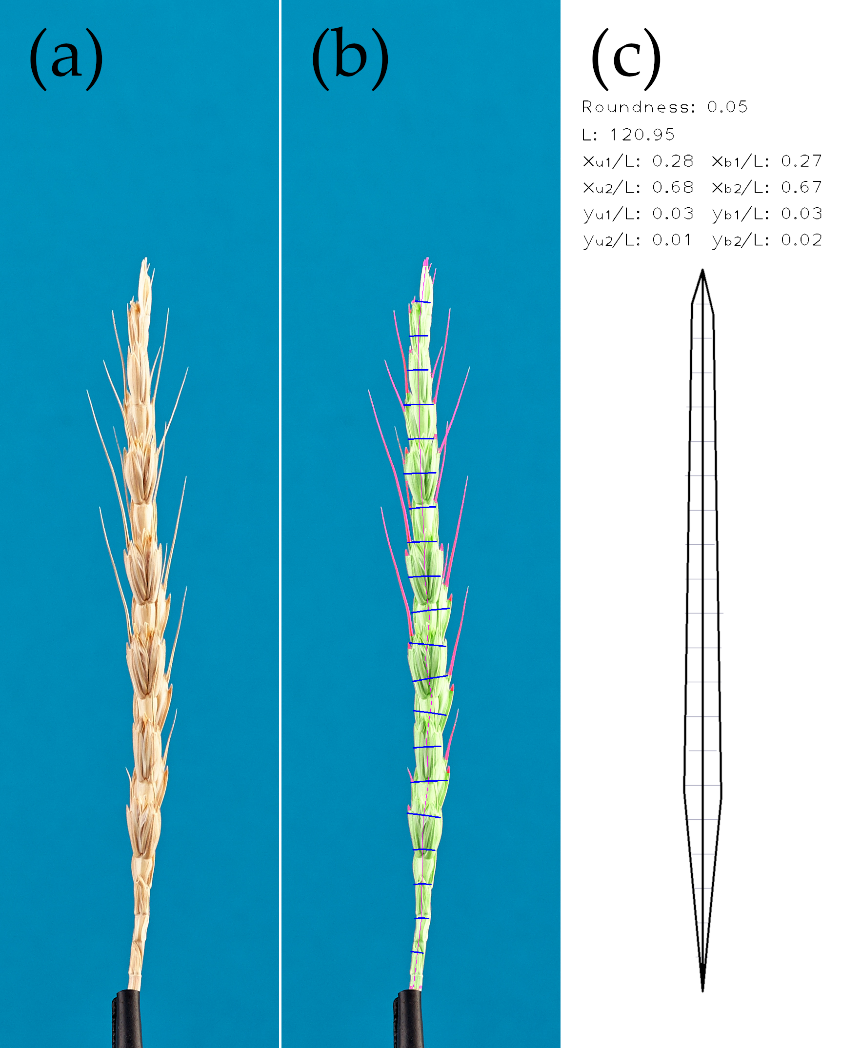 (a) (b) (c)
Roundness: 0.05
L: 120.95
xu1/L: 0.28 xb1/L: 0.27
xu2/L: 0.68 xb2/L: 0.67
yu1/L: 0.03 yb1/L: 0.03
yu2/L: 0.01 yb2/L: 0.02